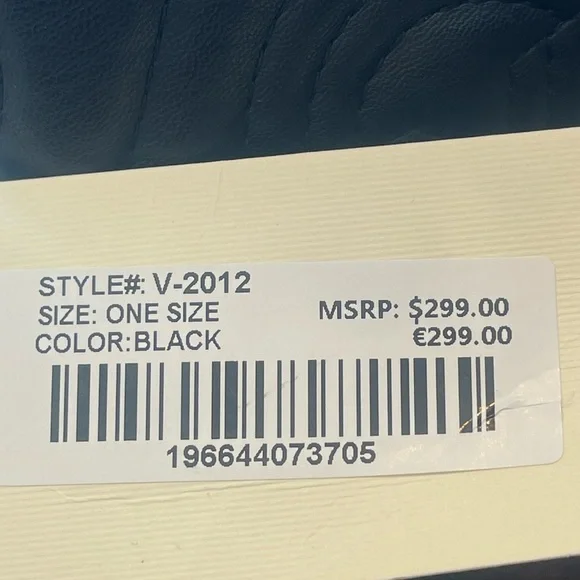 STYLE#: V-2012
SIZE: ONE SIZE
COLOR:BLACK
MSRP: $299.00
€299.00
196644073705